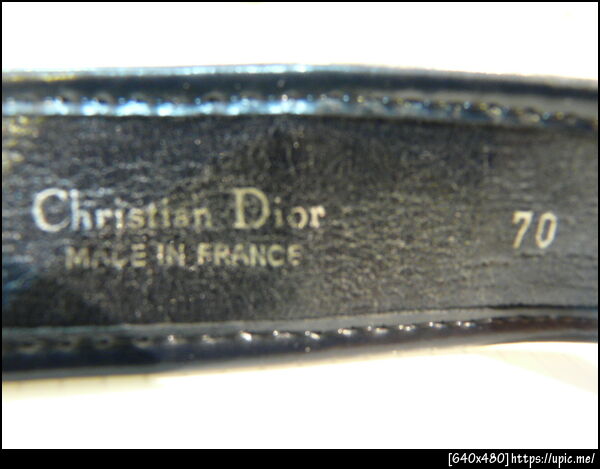 Christian Dior 70
MADE IN FRANCE
[640x480]https://upic.me/